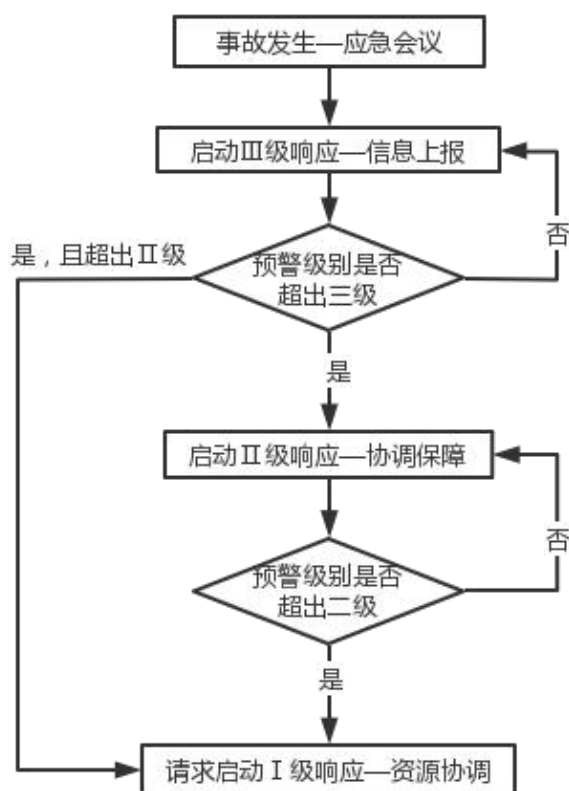 事故发生—应急会议
启动Ⅲ级响应—信息上报
是，且超出Ⅱ级
预警级别是否
超出三级
否
是
启动Ⅱ级响应—协调保障
预警级别是否
超出二级
否
是
请求启动Ⅰ级响应—资源协调